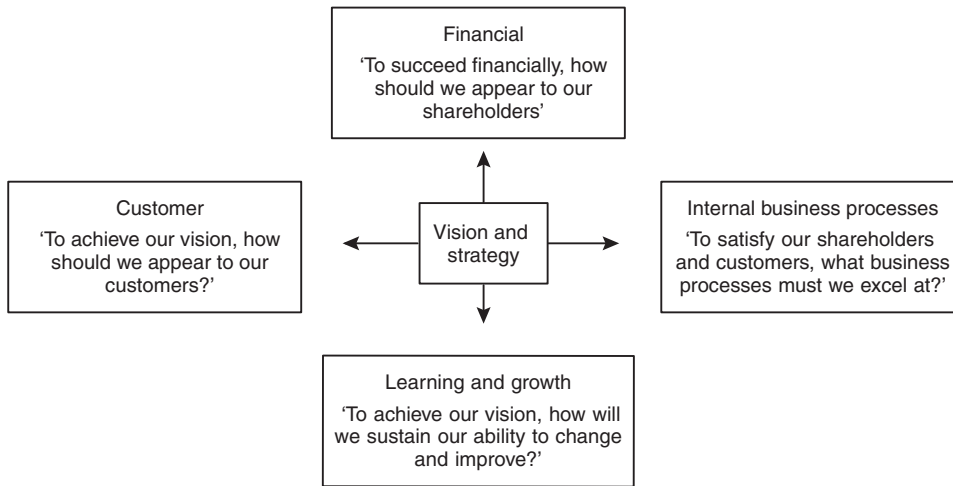 Financial
‘To succeed financially, how
should we appear to our
shareholders’
Customer
‘To achieve our vision, how
should we appear to our
customers?’
Vision and
strategy
Internal business processes
‘To satisfy our shareholders
and customers, what business
processes must we excel at?’
Learning and growth
‘To achieve our vision, how will
we sustain our ability to change
and improve?’